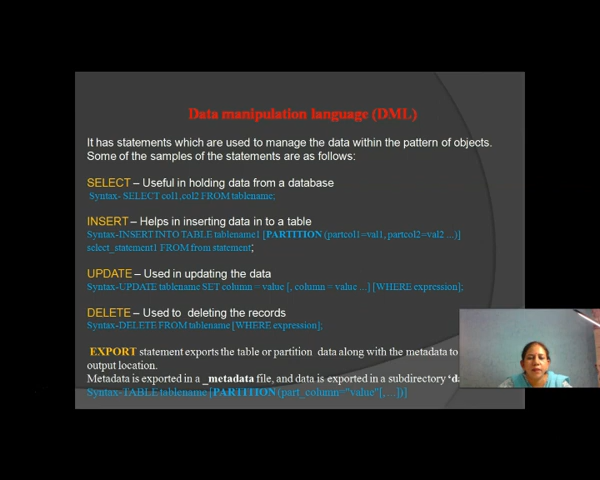 Data manipulation language (DML)
It has statements which are used to manage the data within the pattern of objects.
Some of the samples of the statements are as follows:
SELECT – Useful in holding data from a database
Syntax- SELECT col1,col2 FROM tablename;
INSERT – Helps in inserting data in to a table
Syntax-INSERT INTO TABLE tablename1 [PARTITION (partcol1=val1, partcol2=val2 ...)]
select_statement1 FROM from statement;
UPDATE – Used in updating the data
Syntax-UPDATE tablename SET column = value [, column = value ...] [WHERE expression];
DELETE – Used to deleting the records
Syntax-DELETE FROM tablename [WHERE expression];
EXPORT statement exports the table or partition data along with the metadata to
output location.
Metadata is exported in a _metadata file, and data is exported in a subdirectory
Syntax-TABLE tablename [PARTITION (part_column="value"[, ...])]